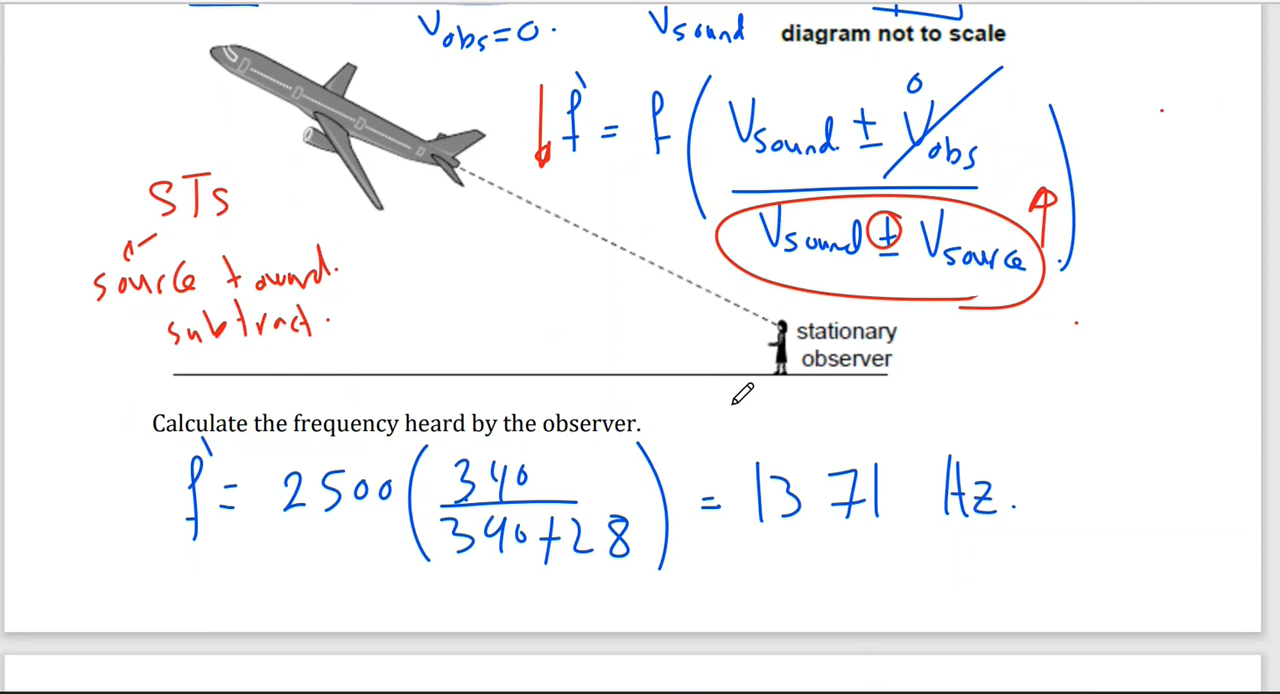 Vobs=0. Vsound diagram not to scale
f` = f ( Vsound ± Vobs 0
Vsound ± Vsource ).
STs
source toward.
subtract.
stationary
observer
Calculate the frequency heard by the observer.
f` = 2500 ( 340
340+28 ) = 1371 Hz.